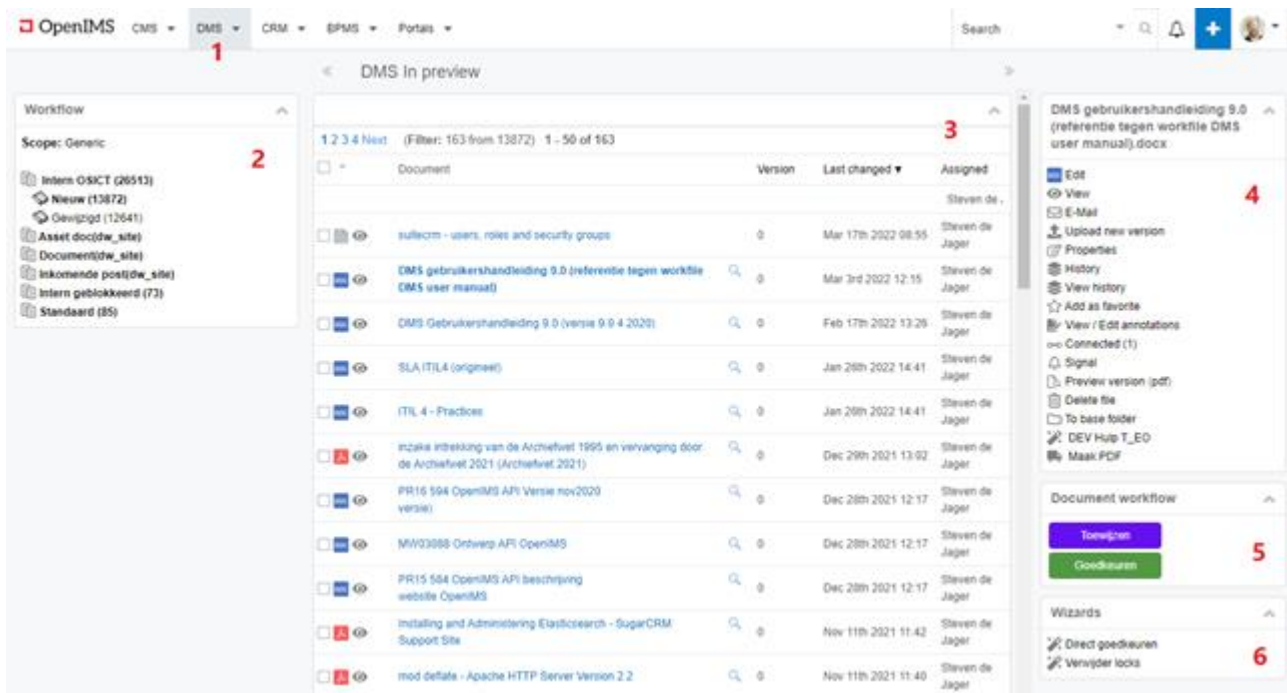 OpenIMS CMS DMS CRM BPMS Portals Search
1
DMS In preview
Workflow
Scope: Generic
2
Intern OSICT (26513)
Nieuw (13872)
Gewijzigd (12641)
Asset doc(dw_site)
Document(dw_site)
Inkomende post(dw_site)
Intern geblokkeerd (73)
Standaard (85)
1 2 3 4 Next (Filter: 163 from 13872) 1 - 50 of 163
3
Document Version Last changed ▼ Assigned
Steven de
suitecrm - users, roles and security groups 0 Mar 17th 2022 08:55 Steven de Jager
DMS gebruikershandleiding 9.0 (referentie tegen workfile
DMS user manual) 0 Mar 3rd 2022 12:15 Steven de Jager
DMS Gebruikershandleiding 9.0 (versie 9.0 4 2020) 0 Feb 17th 2022 13:26 Steven de Jager
SLA ITIL4 (origineel) 0 Jan 26th 2022 14:41 Steven de Jager
ITIL 4 - Practices 0 Jan 26th 2022 14:41 Steven de Jager
inzake intrekking van de Archiefwet 1995 en vervanging door
de Archiefwet 2021 (Archiefwet 2021) 0 Dec 29th 2021 13:02 Steven de Jager
PR16 594 OpenIMS API Versie nov2020
versie) 0 Dec 28th 2021 12:17 Steven de Jager
MW03088 Ontwerp API OpenIMS 0 Dec 28th 2021 12:17 Steven de Jager
PR15 584 OpenIMS API beschrijving
website OpenIMS 0 Dec 28th 2021 12:17 Steven de Jager
Installing and Administering Elasticsearch - SugarCRM
Support Site 0 Nov 11th 2021 11:42 Steven de Jager
mod deflate - Apache HTTP Server Version 2.2 0 Nov 11th 2021 11:40 Steven de Jager
DMS gebruikershandleiding 9.0
(referentie tegen workfile DMS
user manual).docx
4
Edit
View
E-Mail
Upload new version
Properties
History
View history
Add as favorite
View / Edit annotations
Connected (1)
Signal
Preview version (pdf)
Delete file
To base folder
DEV Hulp T_EO
Maak PDF
Document workflow
Toewijzen
Goedkeuren
5
Wizards
Direct goedkeuren
Verwijder locks
6